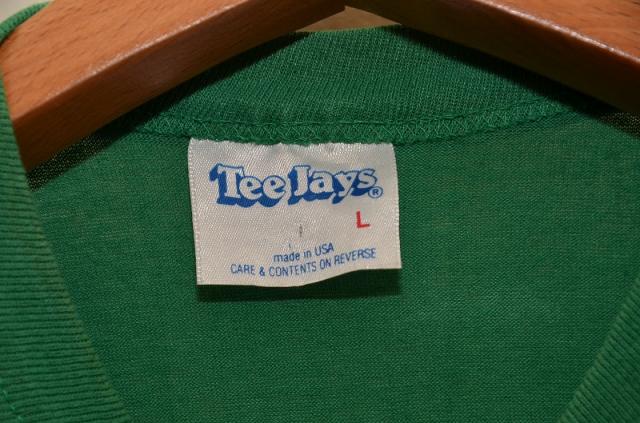 Tee Jays®
L
made in USA
CARE & CONTENTS ON REVERSE